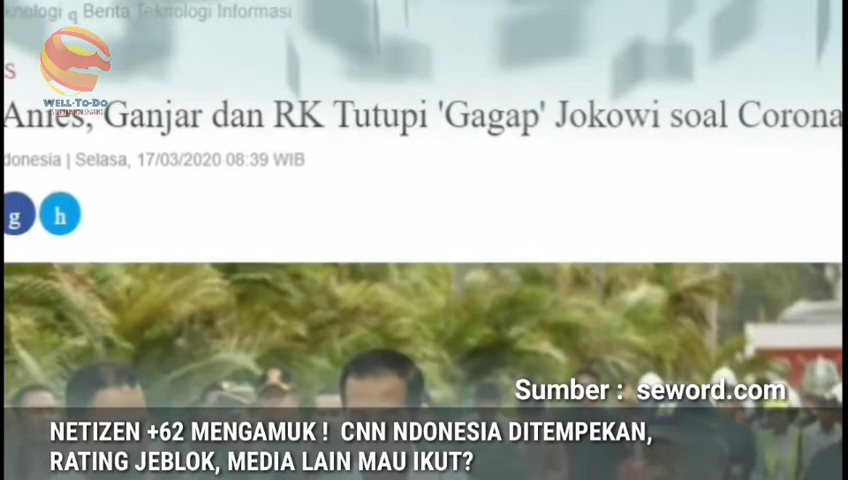 knologi q Berita Teknologi Informasi
S
WELL-TO-DO
Anies, Ganjar dan RK Tutupi 'Gagap' Jokowi soal Corona
donesia | Selasa, 17/03/2020 08:39 WIB
g h
Sumber : seword.com
NETIZEN +62 MENGAMUK ! CNN NDONESIA DITEMPEKAN,
RATING JEBLOK, MEDIA LAIN MAU IKUT?